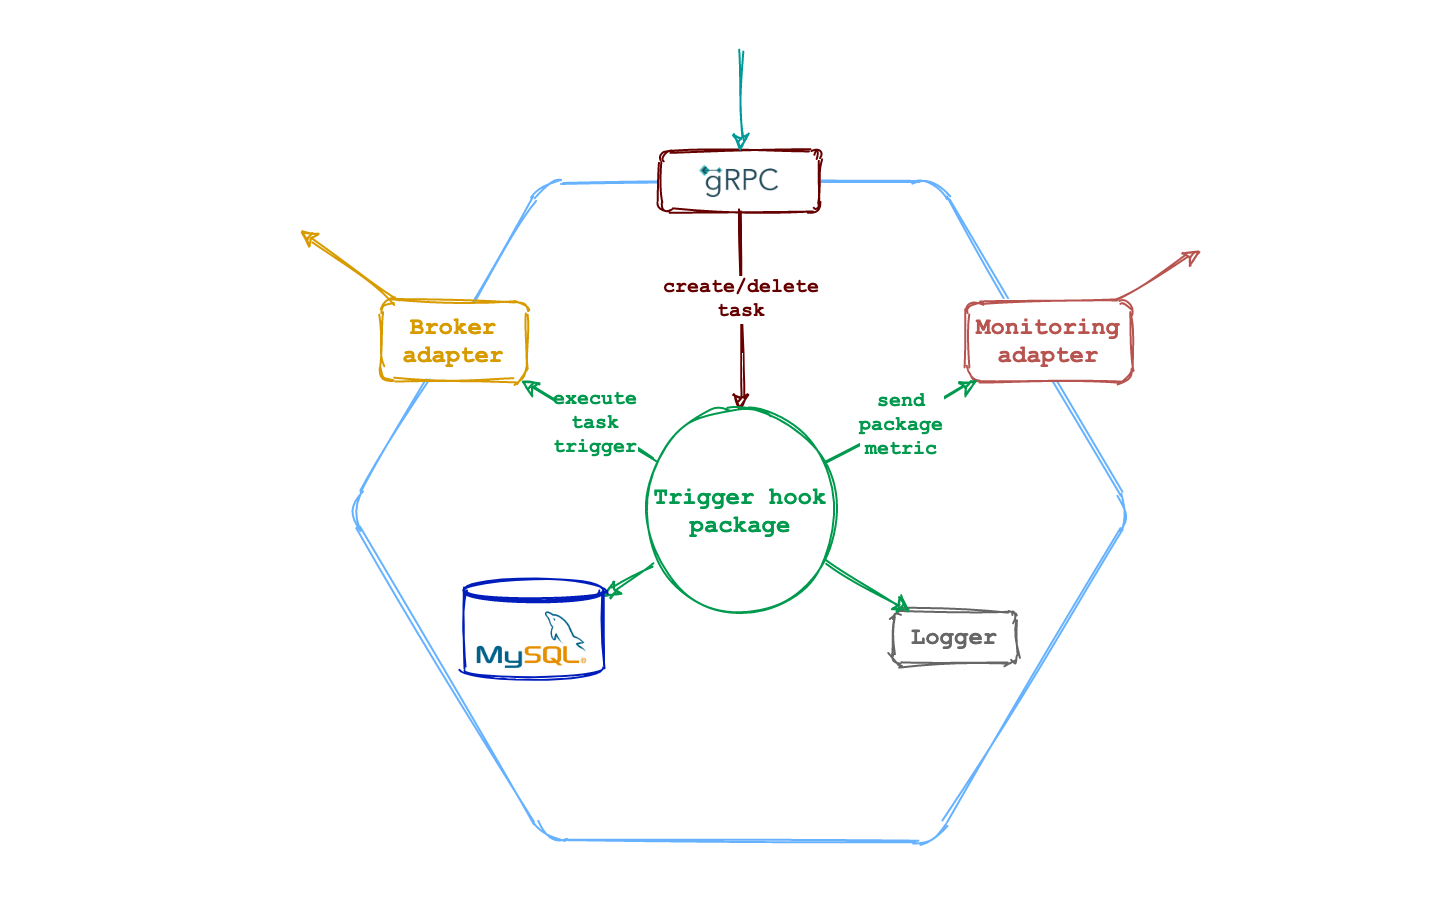 gRPC
create/delete
task
Broker
adapter
Monitoring
adapter
execute
task
trigger
send
package
metric
Trigger hook
package
MySQL®
Logger